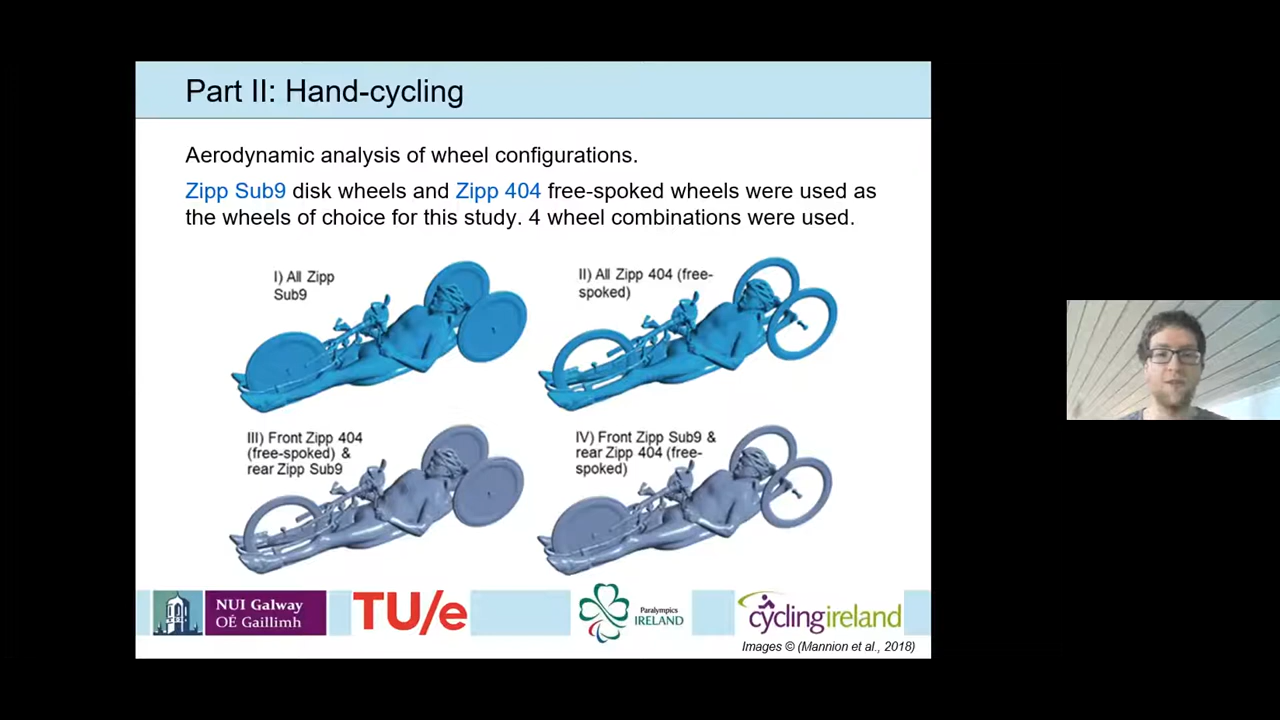 Part II: Hand-cycling
Aerodynamic analysis of wheel configurations.
Zipp Sub9 disk wheels and Zipp 404 free-spoked wheels were used as
the wheels of choice for this study. 4 wheel combinations were used.
I) All Zipp
Sub9
II) All Zipp 404 (free-
spoked)
III) Front Zipp 404
(free-spoked) &
rear Zipp Sub9
IV) Front Zipp Sub9 &
rear Zipp 404 (free-
spoked)
NUI Galway
OÉ Gaillimh
TU/e
Paralympics
IRELAND
cyclingireland
Images © (Mannion et al., 2018)